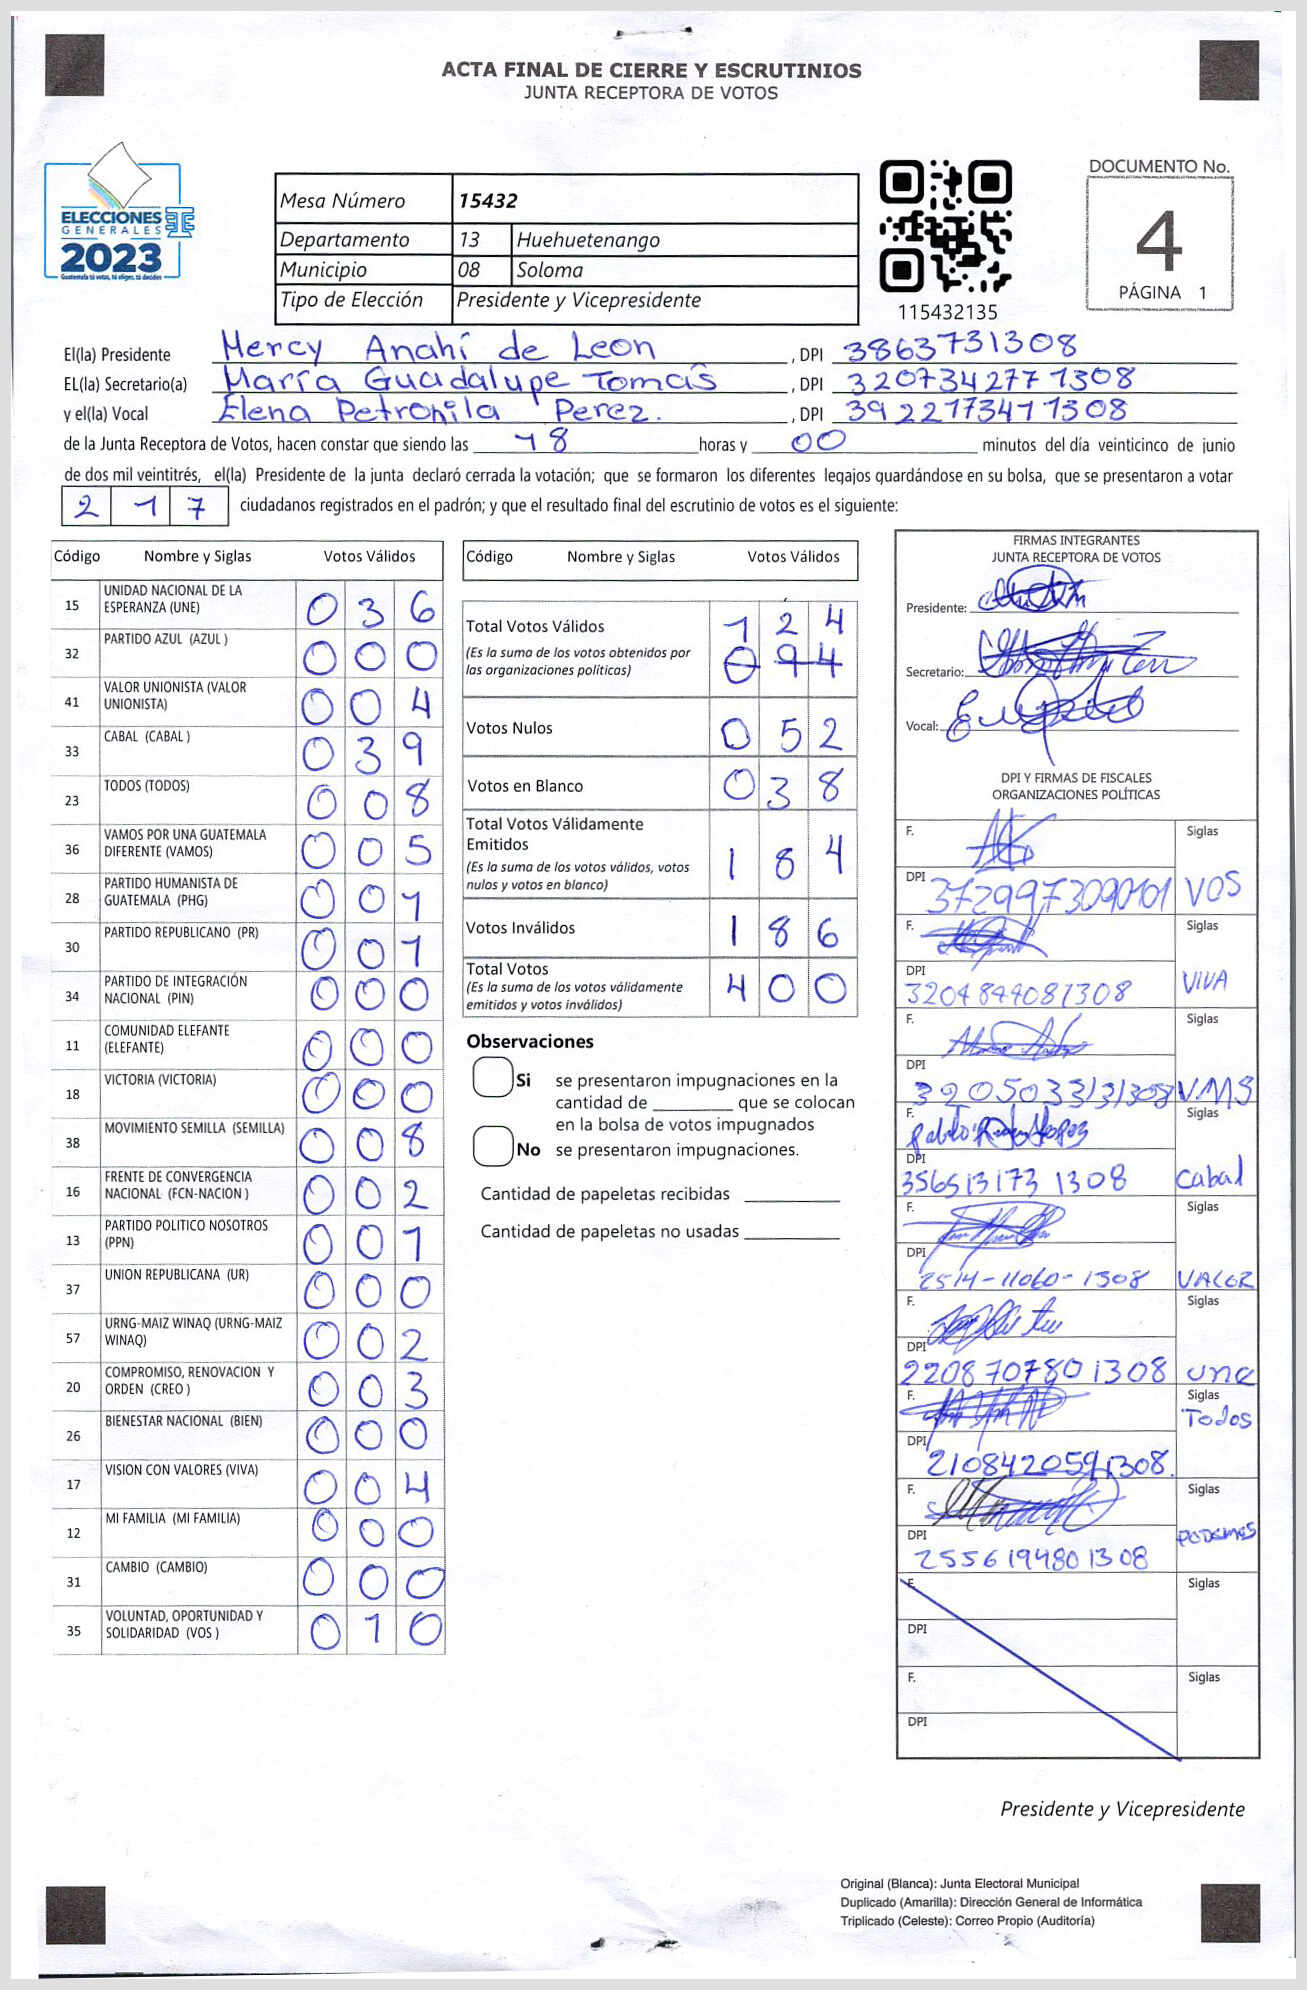 ACTA FINAL DE CIERRE Y ESCRUTINIOS
JUNTA RECEPTORA DE VOTOS
ELECCIONES
GENERALES
2023
Guatemala tú votas, tú eliges, tú decides
Mesa Número 15432
Departamento 13 Huehuetenango
Municipio 08 Soloma
Tipo de Elección Presidente y Vicepresidente
115432135
DOCUMENTO No.
4
PÁGINA 1
El(la) Presidente Mercy Anahí de Leon , DPI 3863731308
EL(la) Secretario(a) María Guadalupe Tomás , DPI 3207342771308
y el(la) Vocal Elena Petronila Perez. , DPI 3922173471308
de la Junta Receptora de Votos, hacen constar que siendo las 18 horas y 00 minutos del día veinticinco de junio
de dos mil veintitrés, el(la) Presidente de la junta declaró cerrada la votación; que se formaron los diferentes legajos guardándose en su bolsa, que se presentaron a votar
2 1 7 ciudadanos registrados en el padrón; y que el resultado final del escrutinio de votos es el siguiente:
Código Nombre y Siglas Votos Válidos
15 UNIDAD NACIONAL DE LA ESPERANZA (UNE) 0 3 6
32 PARTIDO AZUL (AZUL ) 0 0 0
41 VALOR UNIONISTA (VALOR UNIONISTA) 0 0 4
33 CABAL (CABAL ) 0 3 9
23 TODOS (TODOS) 0 0 8
36 VAMOS POR UNA GUATEMALA DIFERENTE (VAMOS) 0 0 5
28 PARTIDO HUMANISTA DE GUATEMALA (PHG) 0 0 1
30 PARTIDO REPUBLICANO (PR) 0 0 1
34 PARTIDO DE INTEGRACIÓN NACIONAL (PIN) 0 0 0
11 COMUNIDAD ELEFANTE (ELEFANTE) 0 0 0
18 VICTORIA (VICTORIA) 0 0 0
38 MOVIMIENTO SEMILLA (SEMILLA) 0 0 8
16 FRENTE DE CONVERGENCIA NACIONAL (FCN-NACION ) 0 0 2
13 PARTIDO POLITICO NOSOTROS (PPN) 0 0 1
37 UNION REPUBLICANA (UR) 0 0 0
57 URNG-MAIZ WINAQ (URNG-MAIZ WINAQ) 0 0 2
20 COMPROMISO, RENOVACION Y ORDEN (CREO ) 0 0 3
26 BIENESTAR NACIONAL (BIEN) 0 0 0
17 VISION CON VALORES (VIVA) 0 0 4
12 MI FAMILIA (MI FAMILIA) 0 0 0
31 CAMBIO (CAMBIO) 0 0 0
35 VOLUNTAD, OPORTUNIDAD Y SOLIDARIDAD (VOS ) 0 1 0
Código Nombre y Siglas Votos Válidos
Total Votos Válidos 1 2 4
(Es la suma de los votos obtenidos por las organizaciones políticas) 0 9 4
Votos Nulos 0 5 2
Votos en Blanco 0 3 8
Total Votos Válidamente Emitidos 1 8 4
(Es la suma de los votos válidos, votos nulos y votos en blanco)
Votos Inválidos 1 8 6
Total Votos 4 0 0
(Es la suma de los votos válidamente emitidos y votos inválidos)
Observaciones
Si se presentaron impugnaciones en la
cantidad de ________ que se colocan
en la bolsa de votos impugnados
No se presentaron impugnaciones.
Cantidad de papeletas recibidas
Cantidad de papeletas no usadas
FIRMAS INTEGRANTES
JUNTA RECEPTORA DE VOTOS
Presidente:
Secretario:
Vocal:
DPI Y FIRMAS DE FISCALES
ORGANIZACIONES POLÍTICAS
F. Siglas
DPI 3729973090101 VOS
F. Siglas
DPI 3204844081308 VIVA
F. Siglas
DPI 3205033131308 VMS
F. Siglas
DPI 3565131731308 Cabal
F. Siglas
DPI 2514-11060-1308 VALOR
F. Siglas
DPI 2208707801308 une
F. Siglas
DPI 2108420591308. Todos
F. Siglas
DPI 2556194801308 PODEMOS
F. Siglas
DPI
F. Siglas
DPI
Presidente y Vicepresidente
Original (Blanca): Junta Electoral Municipal
Duplicado (Amarilla): Dirección General de Informática
Triplicado (Celeste): Correo Propio (Auditoría)